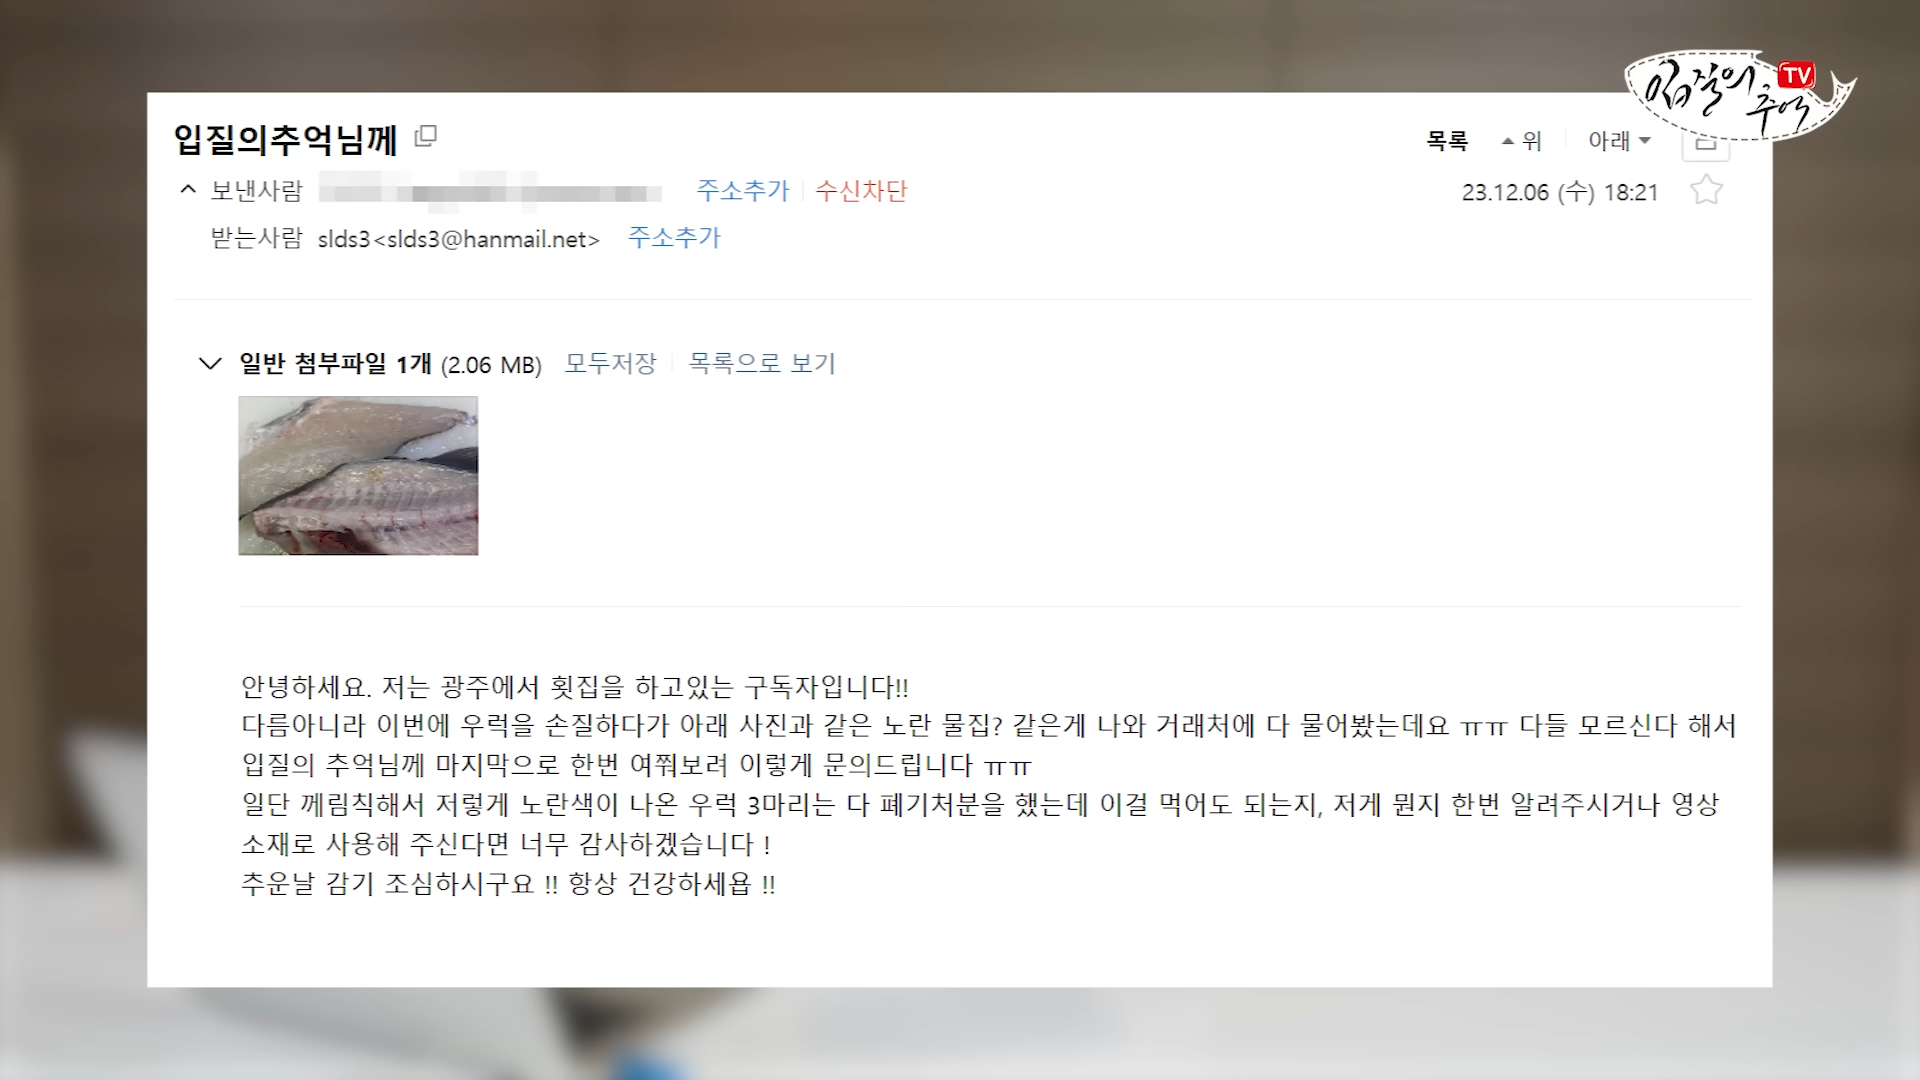 입질의추억 TV
입질의추억님께
목록 위 아래
보낸사람 주소추가 수신차단
23.12.06 (수) 18:21
받는사람 slds3<slds3@hanmail.net> 주소추가
일반 첨부파일 1개 (2.06 MB) 모두저장 목록으로 보기
안녕하세요. 저는 광주에서 횟집을 하고있는 구독자입니다!!
다름아니라 이번에 우럭을 손질하다가 아래 사진과 같은 노란 물집? 같은게 나와 거래처에 다 물어봤는데요 ㅠㅠ 다들 모르신다 해서
입질의 추억님께 마지막으로 한번 여쭤보려 이렇게 문의드립니다 ㅠㅠ
일단 께림칙해서 저렇게 노란색이 나온 우럭 3마리는 다 폐기처분을 했는데 이걸 먹어도 되는지, 저게 뭔지 한번 알려주시거나 영상
소재로 사용해 주신다면 너무 감사하겠습니다 !
추운날 감기 조심하시구요 !! 항상 건강하세욥 !!